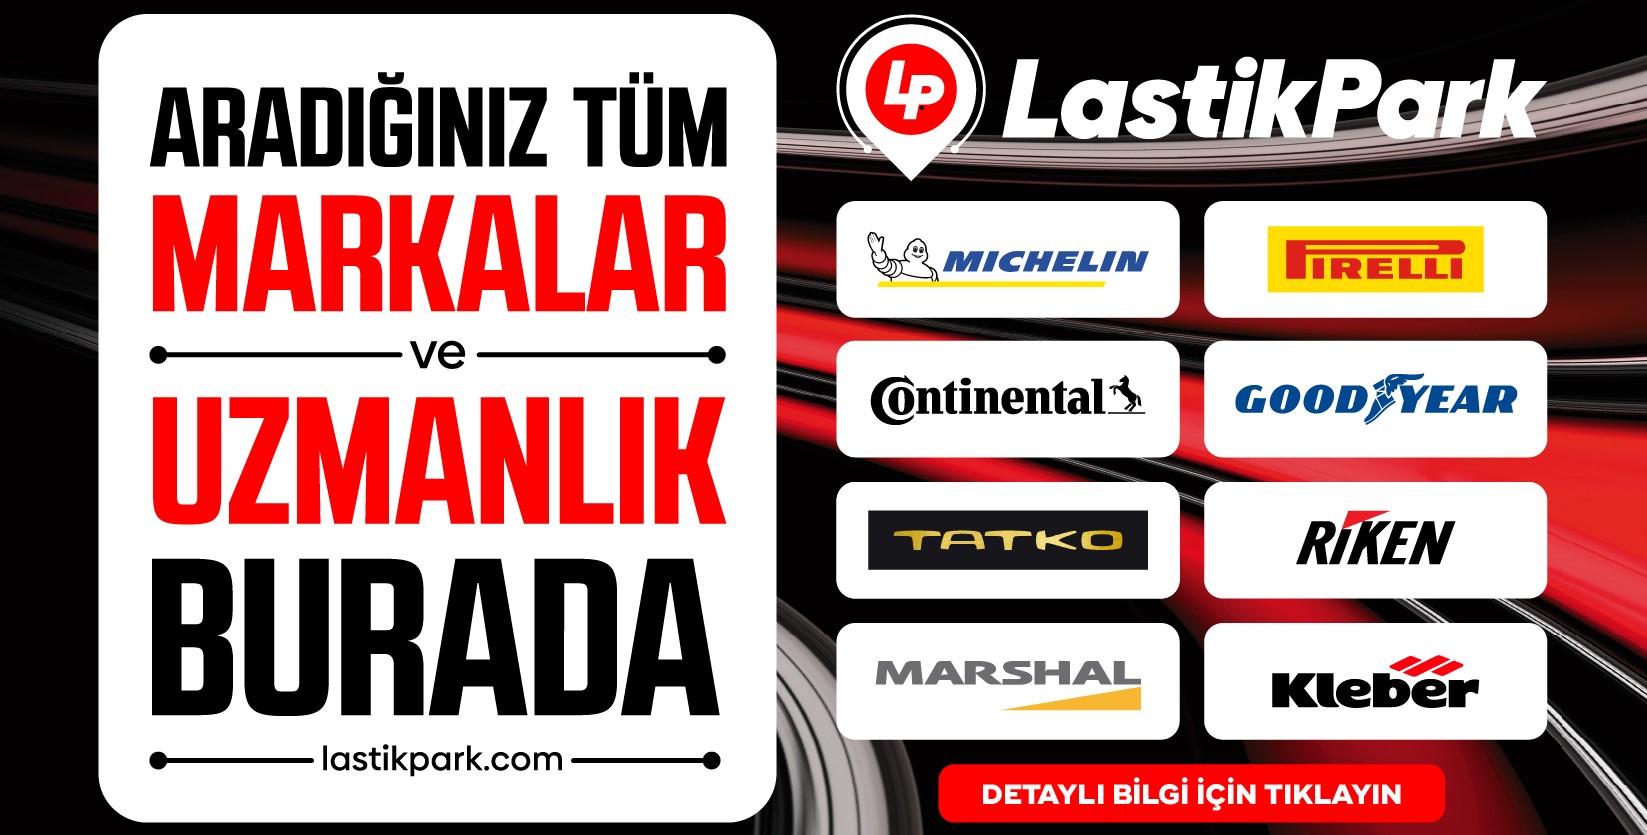 ARADIĞINIZ TÜM
MARKALAR
ve
UZMANLIK
BURADA
lastikpark.com
LP
LastikPark
MICHELIN
PIRELLI
Continental
GOODYEAR
TATKO
RIKEN
MARSHAL
Kleber
DETAYLI BİLGİ İÇİN TIKLAYIN